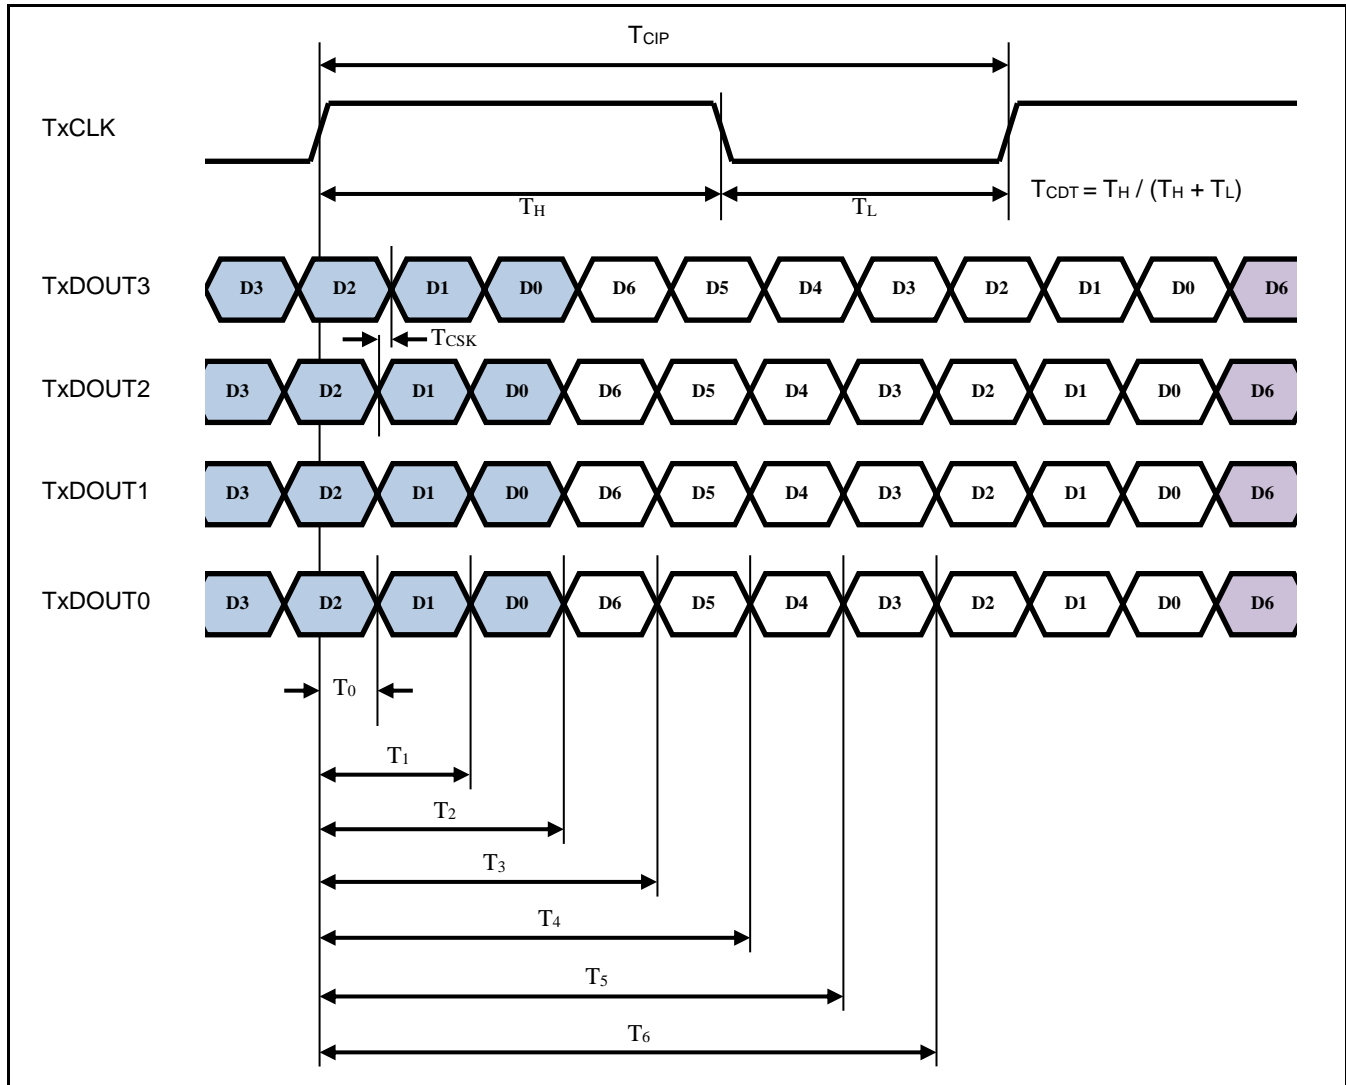 TCIP
TxCLK
TH
TL
TCDT = TH / (TH + TL)
TxDOUT3
D3 D2 D1 D0 D6 D5 D4 D3 D2 D1 D0 D6
TCSK
TxDOUT2
D3 D2 D1 D0 D6 D5 D4 D3 D2 D1 D0 D6
TxDOUT1
D3 D2 D1 D0 D6 D5 D4 D3 D2 D1 D0 D6
TxDOUT0
D3 D2 D1 D0 D6 D5 D4 D3 D2 D1 D0 D6
T0
T1
T2
T3
T4
T5
T6